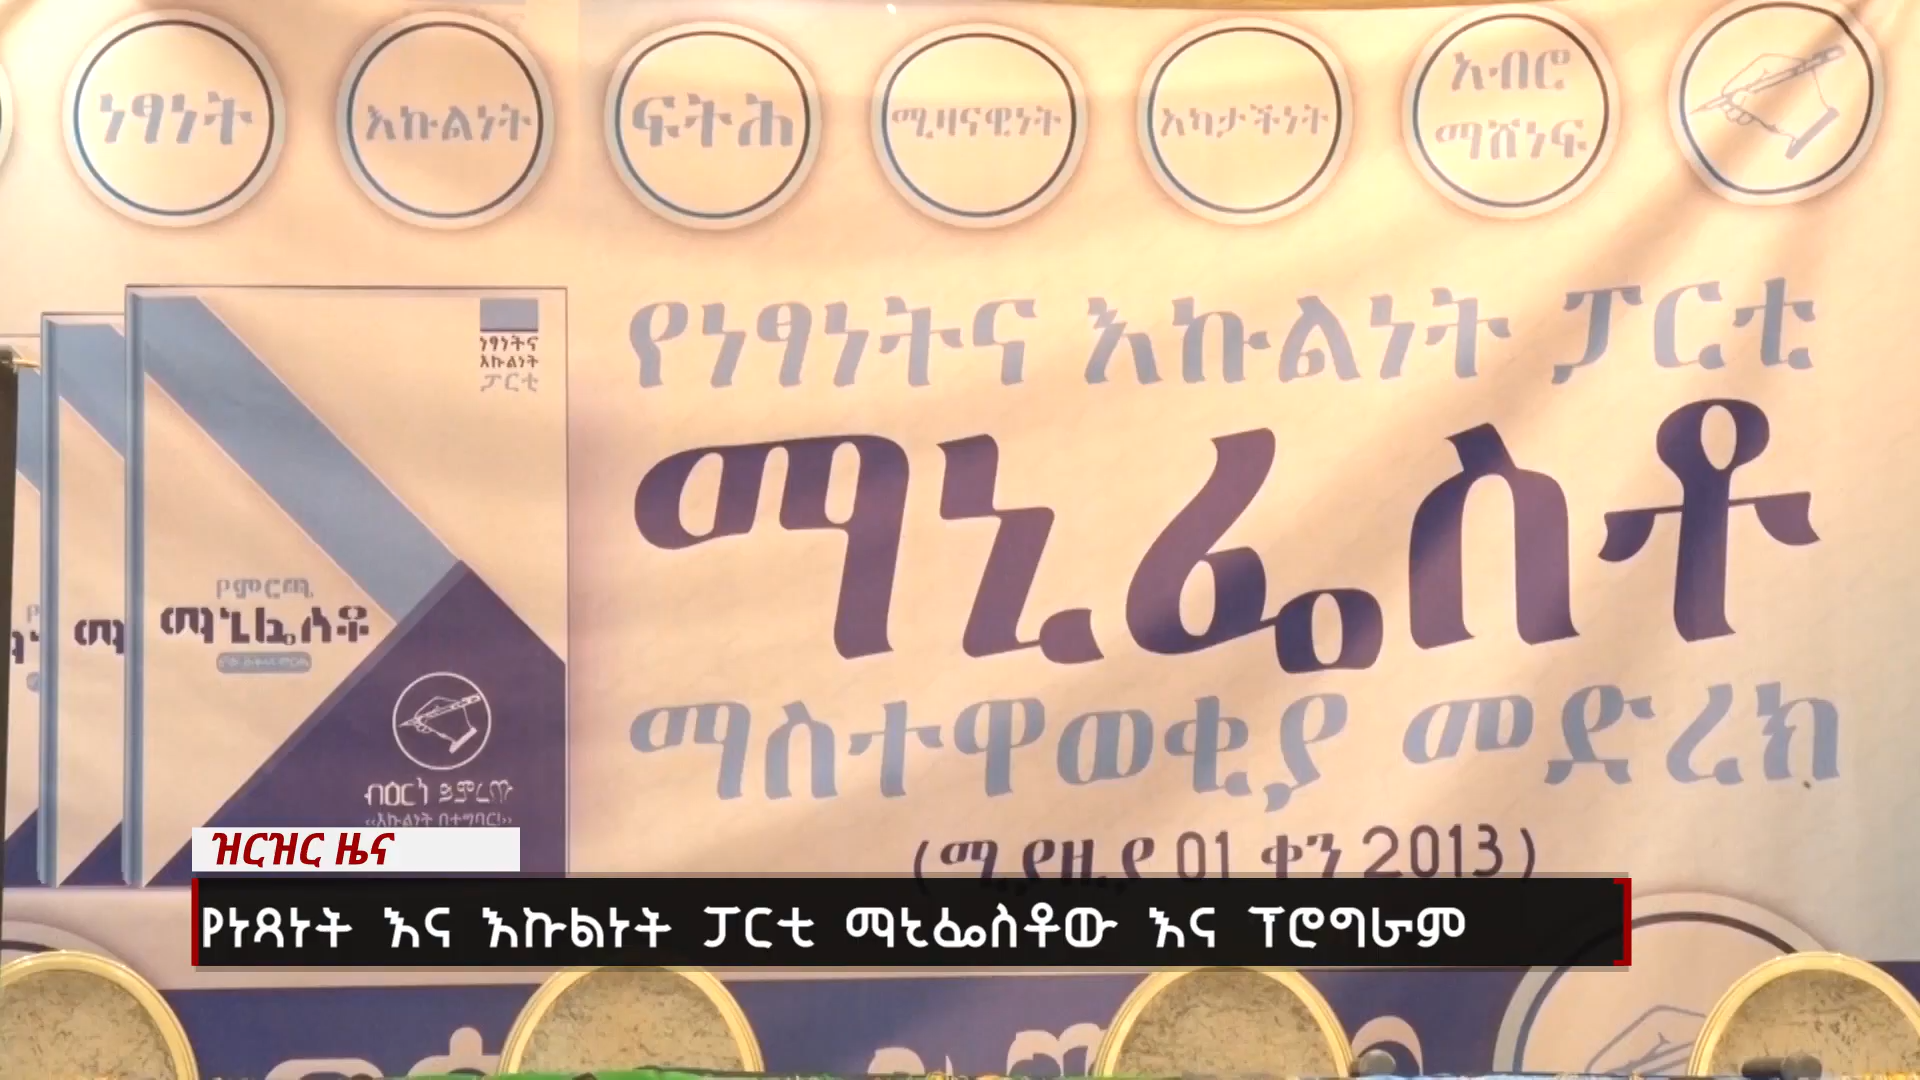 ነፃነት
እኩልነት
ፍትሕ
ሚዛናዊነት
አካታችነት
አብሮ
ማሸነፍ
ነፃነትና
እኩልነት
ፓርቲ
የነፃነትና እኩልነት ፓርቲ
ማኒፌስቶ
ማስተዋወቂያ መድረክ
(ሚያዚያ 01 ቀን 2013)
የምርጫ
ማኒፌስቶ
ማ
ብዕርን ይምረጡ
‹‹እኩልነት በተግባር!››
ዝርዝር ዜና
የነጻነት እና እኩልነት ፓርቲ ማኒፌስቶው እና ፕሮግራም